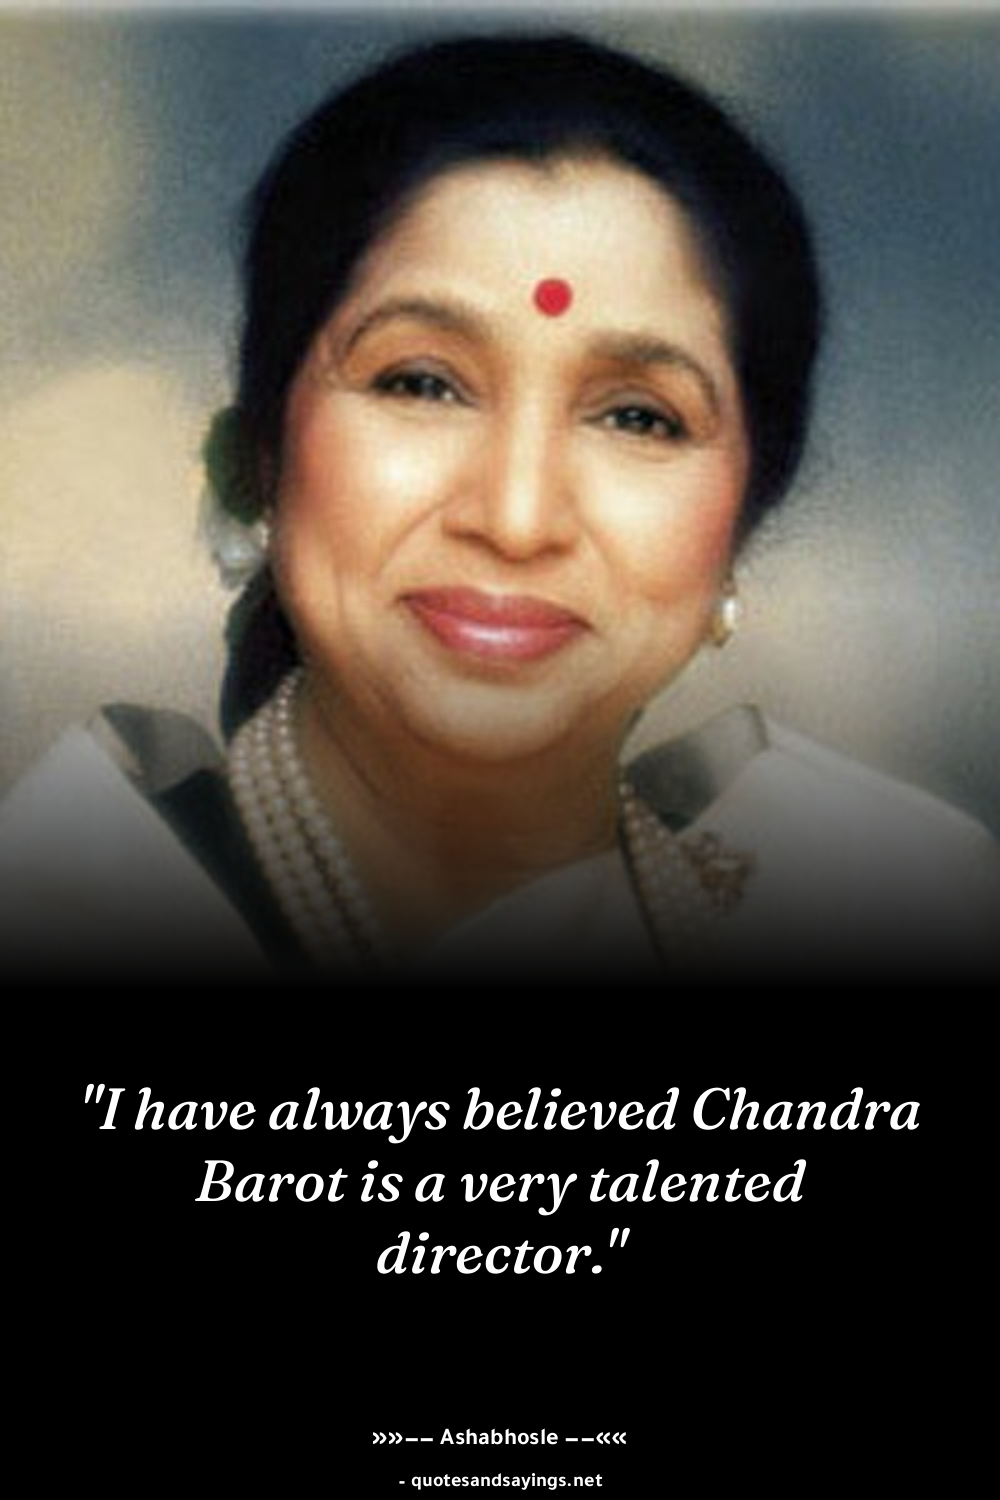 "I have always believed Chandra
Barot is a very talented
director."
»»–– Ashabhosle ––««
- quotesandsayings.net